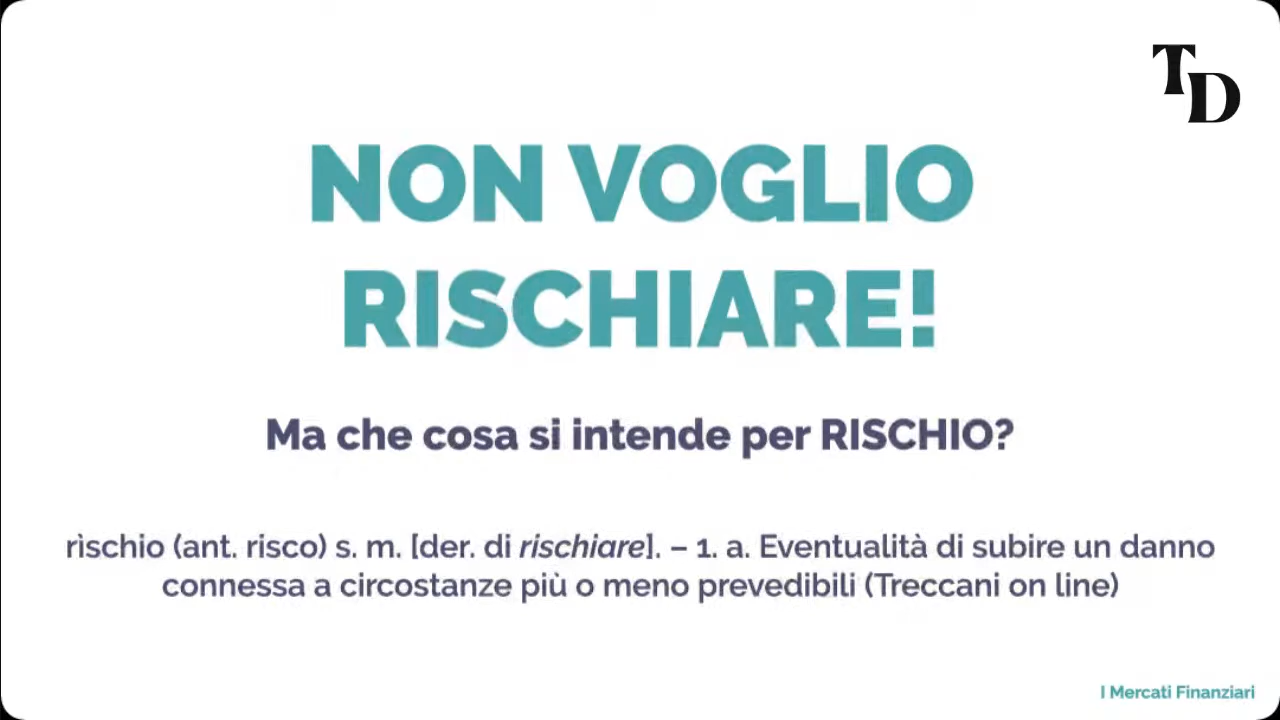 TD
NON VOGLIO
RISCHIARE!
Ma che cosa si intende per RISCHIO?
rìschio (ant. risco) s. m. [der. di rischiare]. – 1. a. Eventualità di subire un danno
connessa a circostanze più o meno prevedibili (Treccani on line)
I Mercati Finanziari